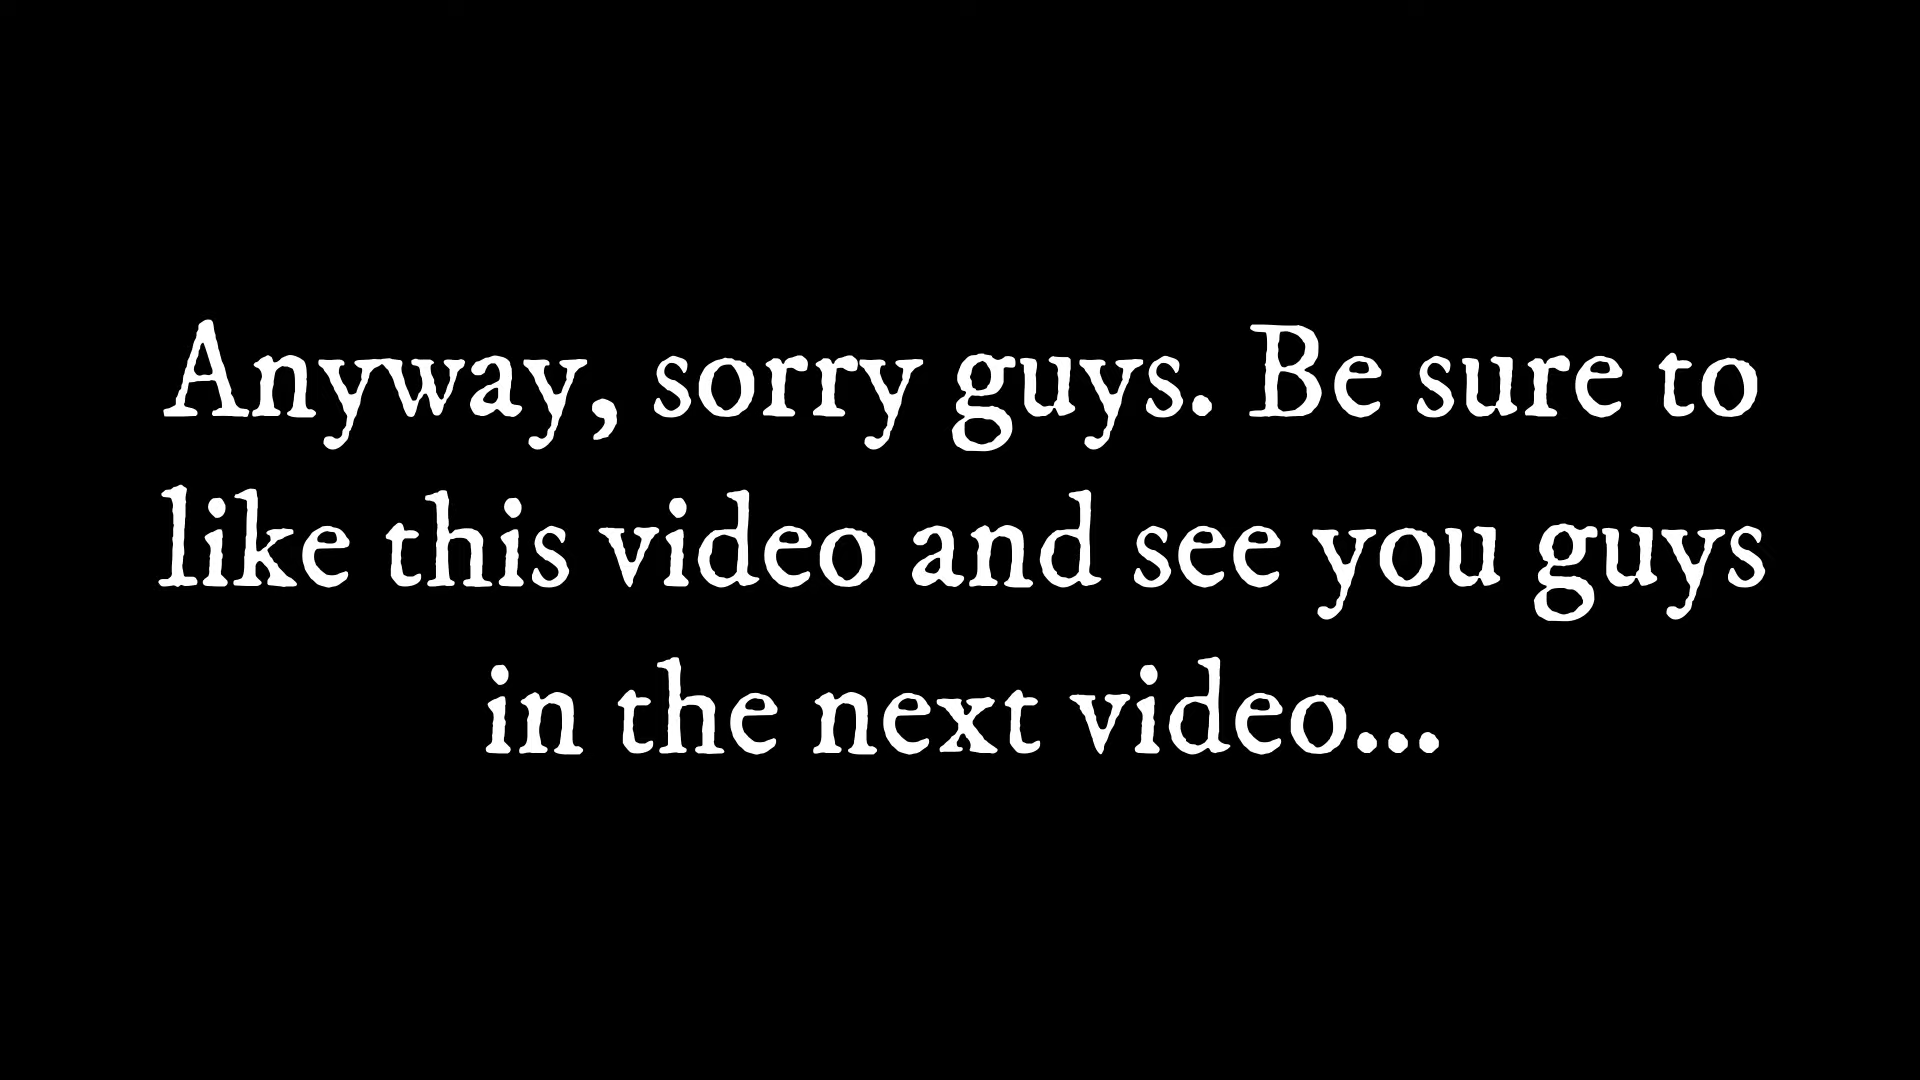 Anyway, sorry guys. Be sure to
like this video and see you guys
in the next video...